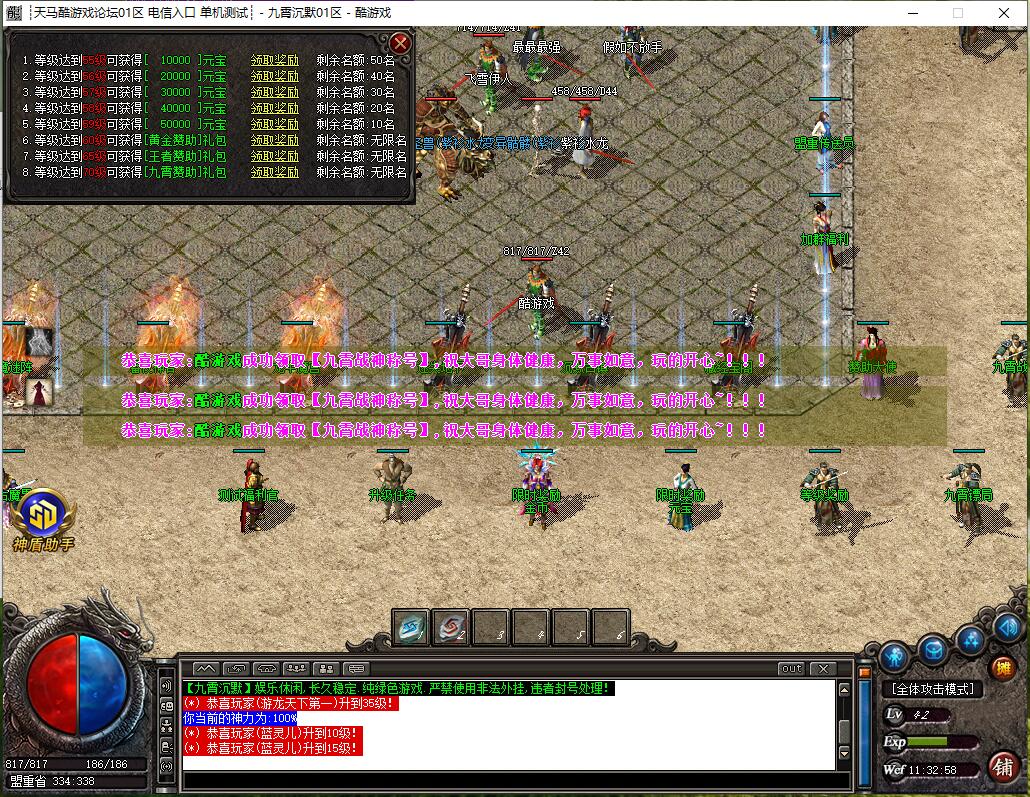 天马酷游戏论坛01区 电信入口 单机测试 - 九霄沉默01区 - 酷游戏
1.等级达到55级可获得[ 10000 ]元宝 领取奖励 剩余名额:50名
2.等级达到56级可获得[ 20000 ]元宝 领取奖励 剩余名额:40名
3.等级达到57级可获得[ 30000 ]元宝 领取奖励 剩余名额:30名
4.等级达到58级可获得[ 40000 ]元宝 领取奖励 剩余名额:20名
5.等级达到59级可获得[ 50000 ]元宝 领取奖励 剩余名额:10名
6.等级达到60级可获得[黄金赞助]礼包 领取奖励 剩余名额:无限名
7.等级达到65级可获得[王者赞助]礼包 领取奖励 剩余名额:无限名
8.等级达到70级可获得[九霄赞助]礼包 领取奖励 剩余名额:无限名
714/714/Z41
最最最强
假如不放手
飞雪伊人
458/458/D44
变异骷髅(紫衫
紫衫水龙
盟重传送员
加群福利
817/817/Z42
酷游戏
赞助大使
九霄战
恭喜玩家:酷游戏成功领取【九霄战神称号】,祝大哥身体健康，万事如意，玩的开心~！！！
恭喜玩家:酷游戏成功领取【九霄战神称号】,祝大哥身体健康，万事如意，玩的开心~！！！
恭喜玩家:酷游戏成功领取【九霄战神称号】,祝大哥身体健康，万事如意，玩的开心~！！！
测试福利官
升级任务
限时奖励
金币
限时奖励
元宝
等级奖励
九霄镖局
神盾助手
1
2
3
4
5
6
out
【九霄沉默】娱乐休闲,长久稳定.纯绿色游戏.严禁使用非法外挂,违者封号处理!
(*) 恭喜玩家(游龙天下第一)升到35级!
你当前的神力为:100%
(*) 恭喜玩家(蓝灵儿)升到10级!
(*) 恭喜玩家(蓝灵儿)升到15级!
817/817 186/186
盟重省 334:338
摊
[全体攻击模式]
Lv 42
Exp
Wef 11:32:58
铺